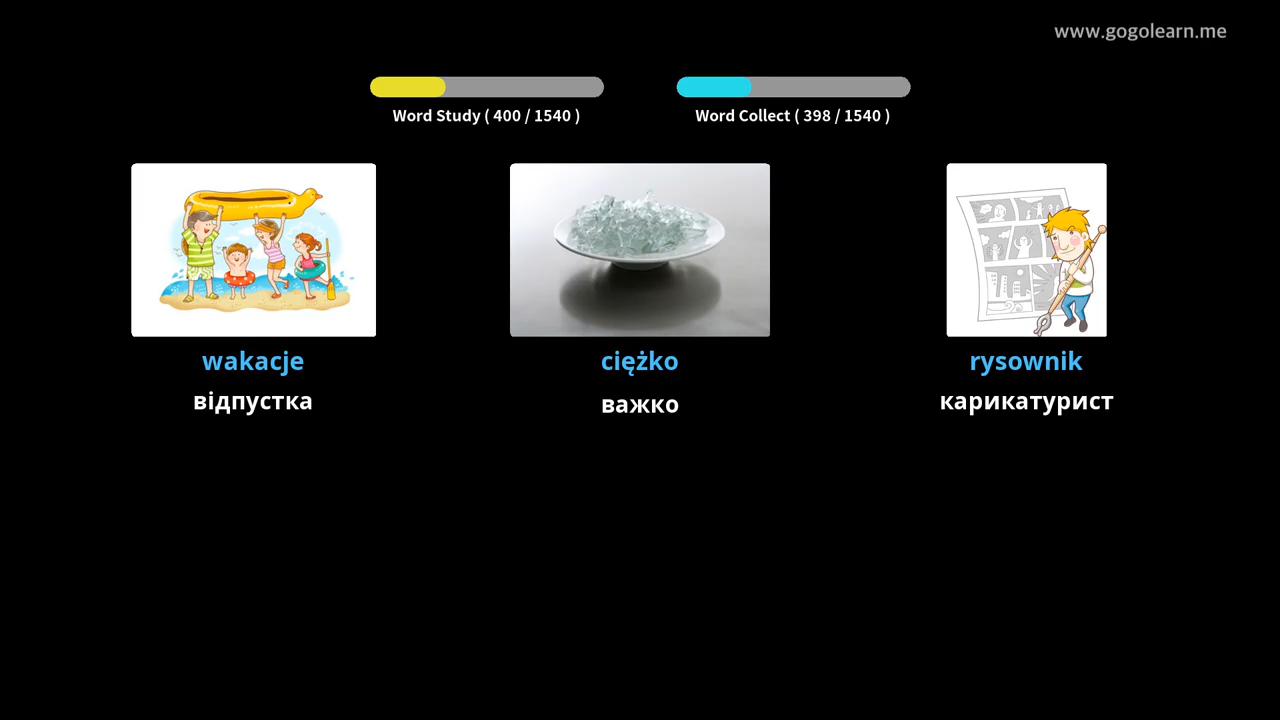 www.gogolearn.me
Word Study ( 400 / 1540 )
Word Collect ( 398 / 1540 )
wakacje
відпустка
ciężko
важко
rysownik
карикатурист